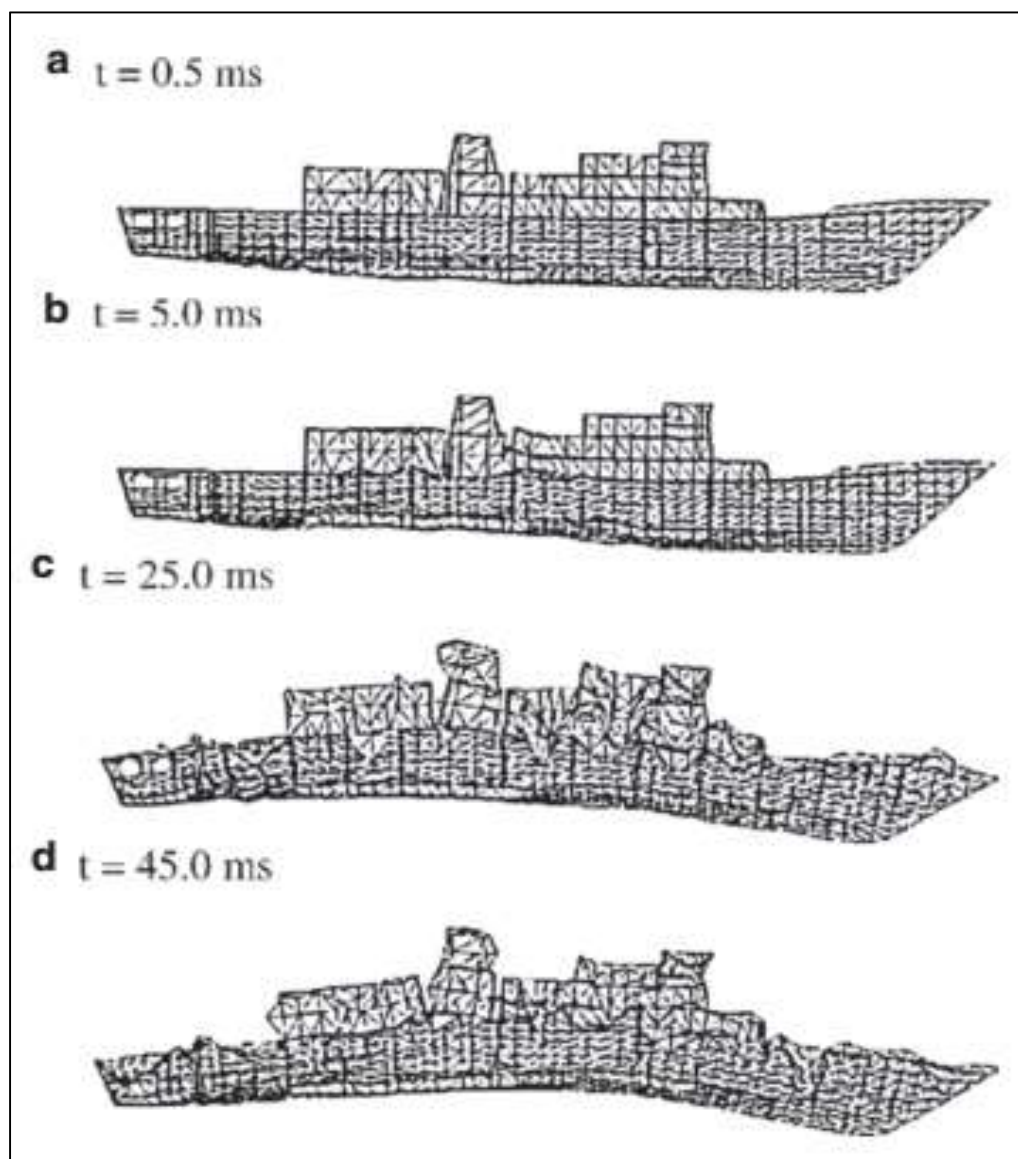 a t = 0.5 ms
b t = 5.0 ms
c t = 25.0 ms
d t = 45.0 ms